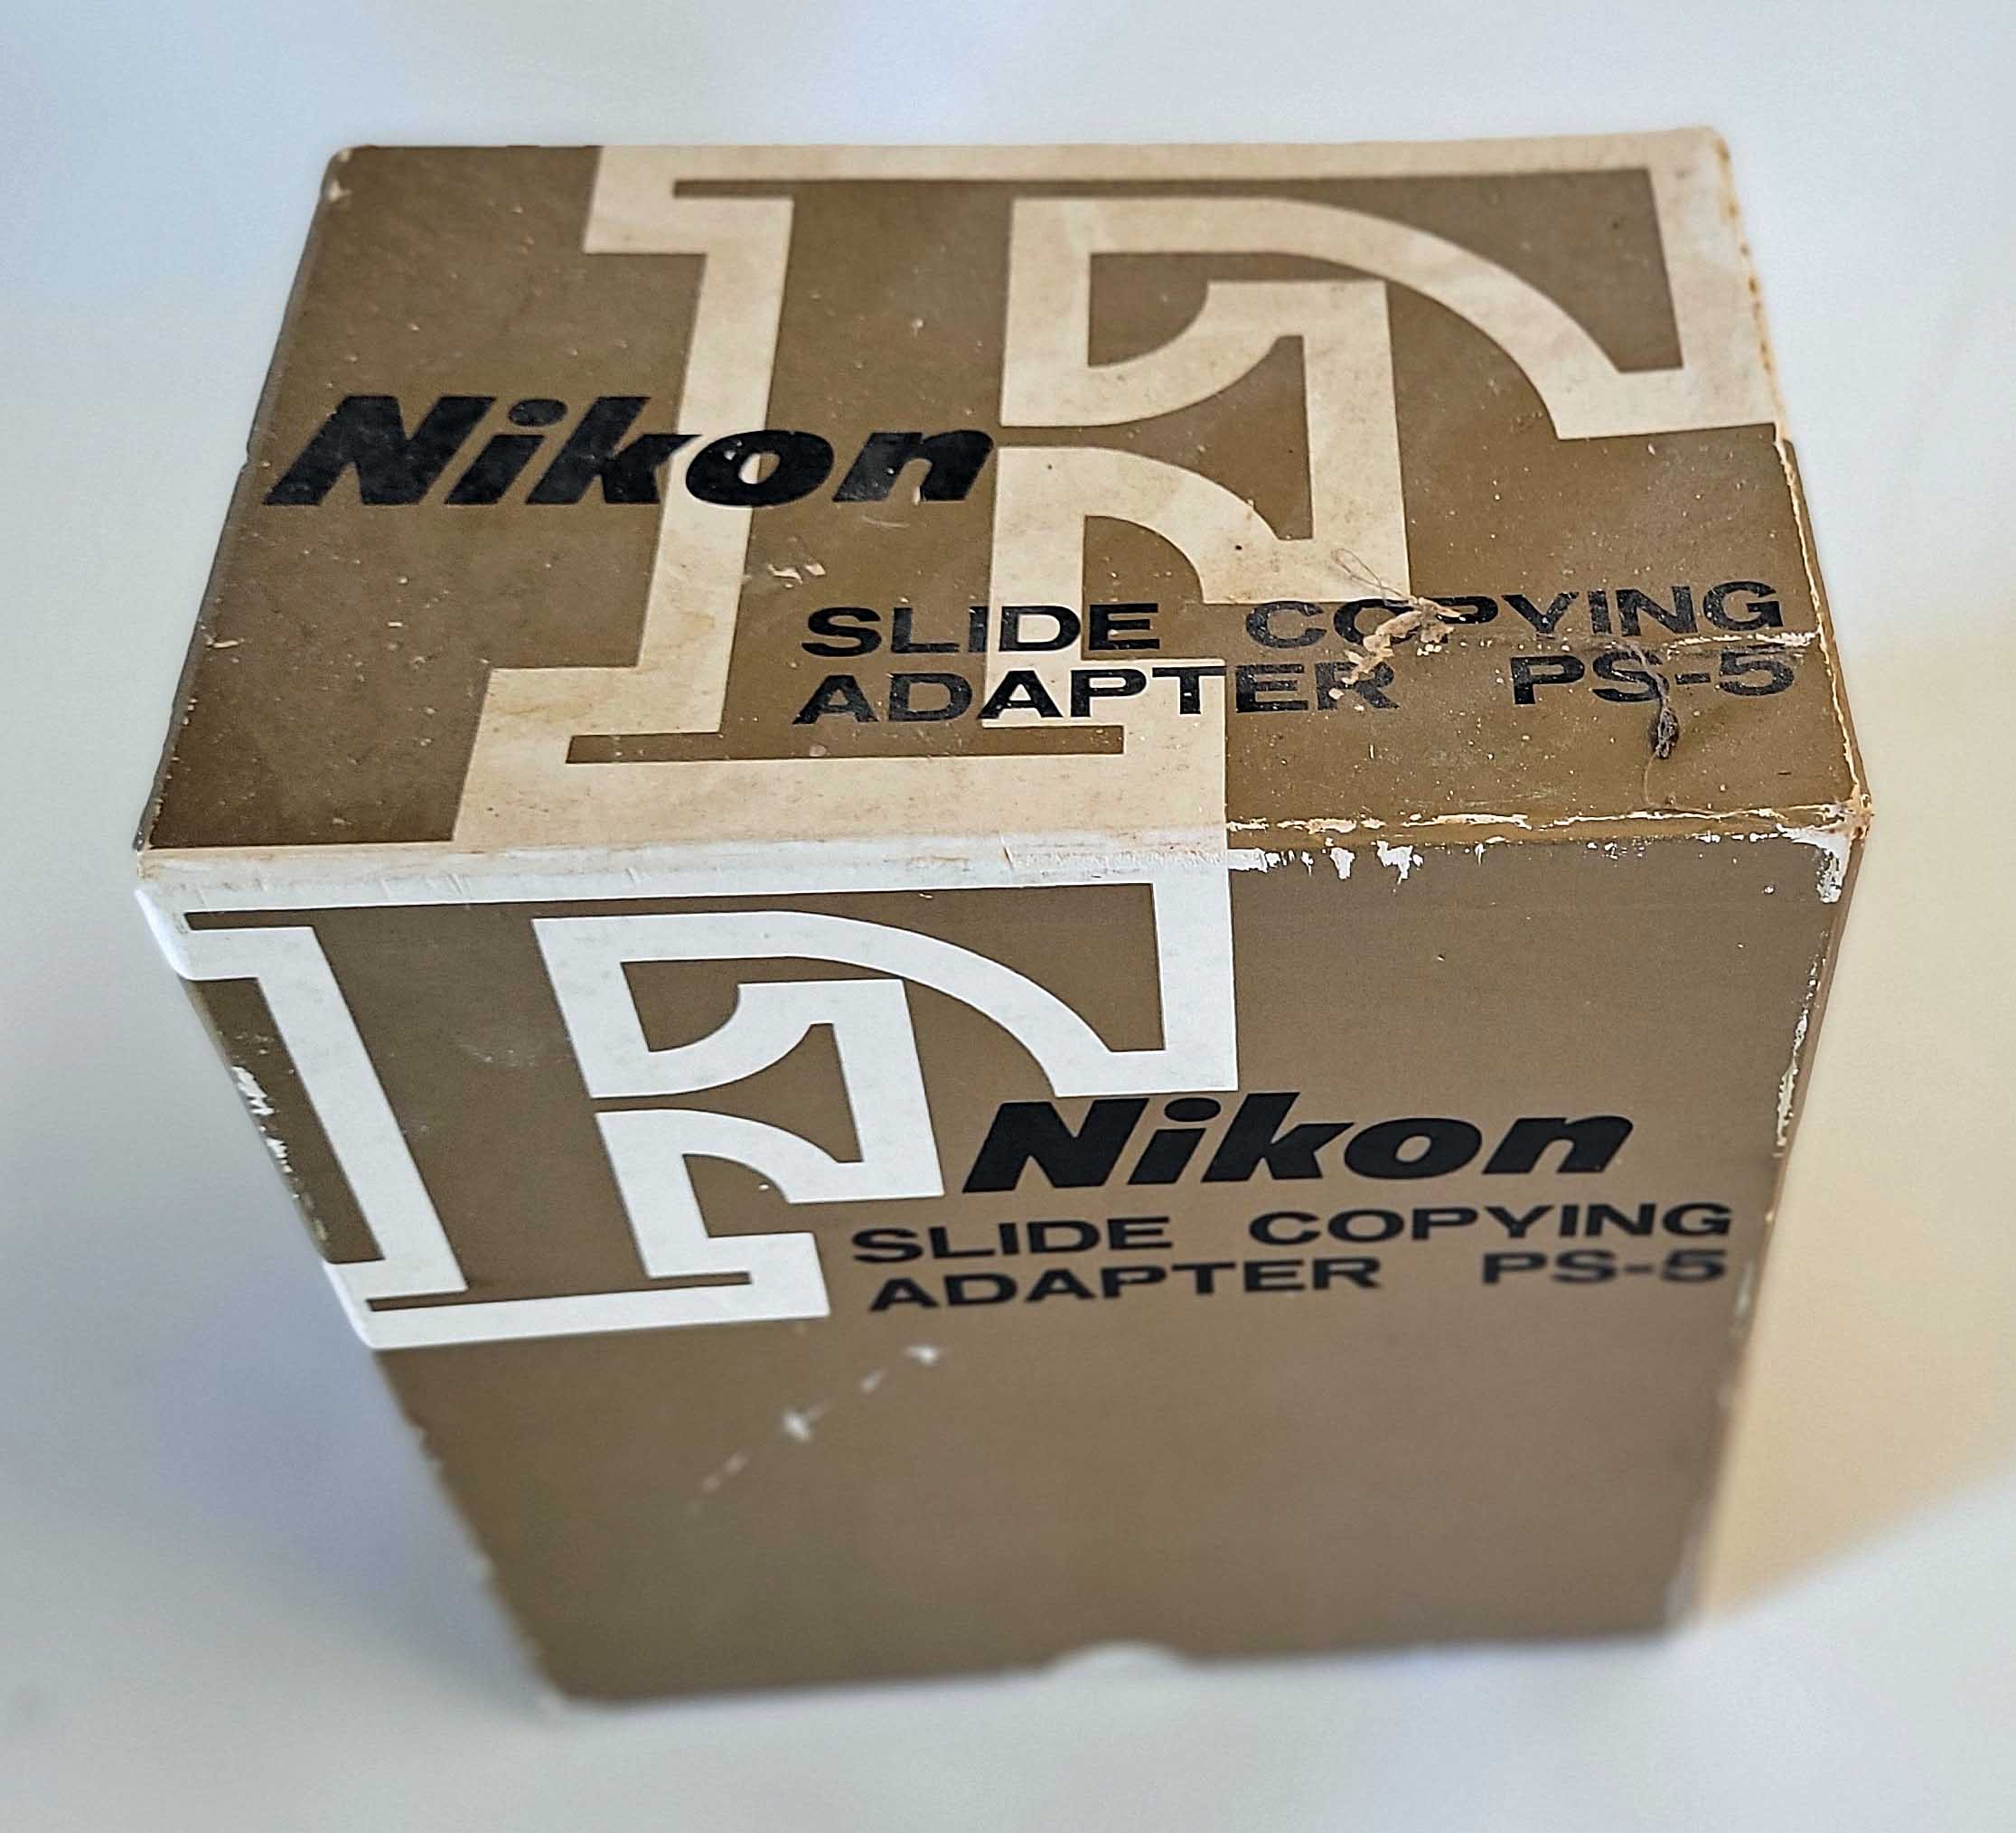 F
Nikon
SLIDE COPYING
ADAPTER PS-5
F
Nikon
SLIDE COPYING
ADAPTER PS-5